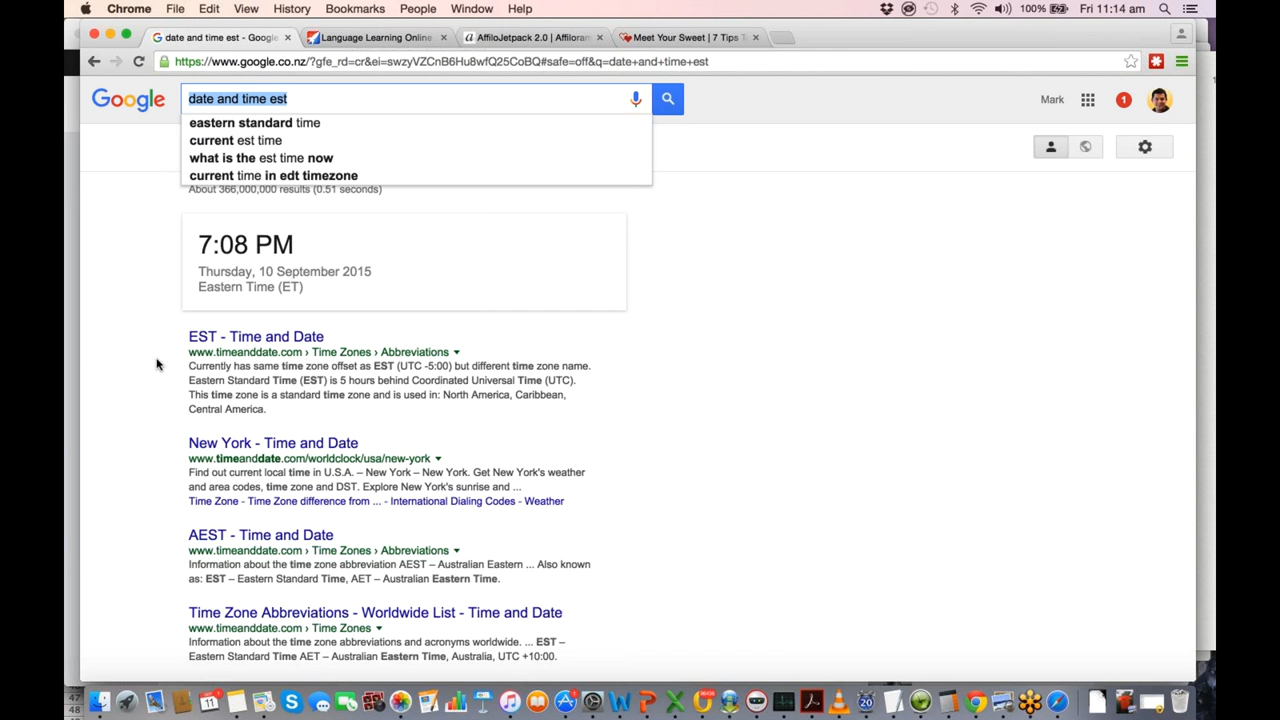 Chrome File Edit View History Bookmarks People Window Help 100% Fri 11:14 am
date and time est - Google Language Learning Online AffiloJetpack 2.0 | Affiloram Meet Your Sweet | 7 Tips T
https://www.google.co.nz/?gfe_rd=cr&ei=swzyVZCnB6Hu8wfQ25CoBQ#safe=off&q=date+and+time+est
Google date and time est Mark 1
eastern standard time
current est time
what is the est time now
current time in edt timezone
About 366,000,000 results (0.51 seconds)
7:08 PM
Thursday, 10 September 2015
Eastern Time (ET)
EST - Time and Date
www.timeanddate.com › Time Zones › Abbreviations
Currently has same time zone offset as EST (UTC -5:00) but different time zone name.
Eastern Standard Time (EST) is 5 hours behind Coordinated Universal Time (UTC).
This time zone is a standard time zone and is used in: North America, Caribbean,
Central America.
New York - Time and Date
www.timeanddate.com/worldclock/usa/new-york
Find out current local time in U.S.A. – New York – New York. Get New York's weather
and area codes, time zone and DST. Explore New York's sunrise and ...
Time Zone - Time Zone difference from ... - International Dialing Codes - Weather
AEST - Time and Date
www.timeanddate.com › Time Zones › Abbreviations
Information about the time zone abbreviation AEST – Australian Eastern ... Also known
as: EST – Eastern Standard Time, AET – Australian Eastern Time.
Time Zone Abbreviations - Worldwide List - Time and Date
www.timeanddate.com › Time Zones
Information about the time zone abbreviations and acronyms worldwide. ... EST –
Eastern Standard Time AET – Australian Eastern Time, Australia, UTC +10:00.
47
48
11
20